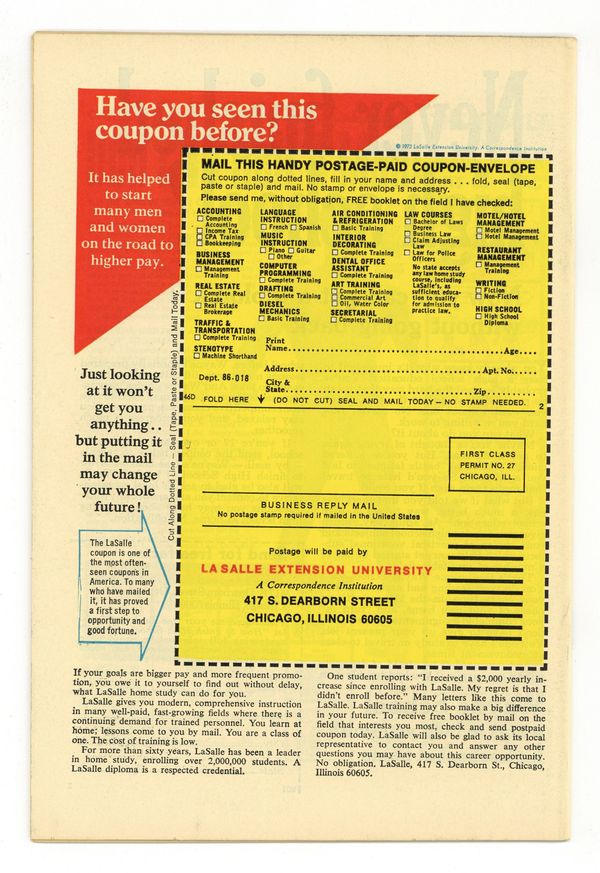 Have you seen this
coupon before?
It has helped
to start
many men
and women
on the road to
higher pay.
© 1973 LaSalle Extension University, A Correspondence Institution
MAIL THIS HANDY POSTAGE-PAID COUPON-ENVELOPE
Cut coupon along dotted lines, fill in your name and address . . . fold, seal (tape,
paste or staple) and mail. No stamp or envelope is necessary.
Please send me, without obligation, FREE booklet on the field I have checked:
ACCOUNTING
Complete
Accounting
Income Tax
CPA Training
Bookkeeping
BUSINESS
MANAGEMENT
Management
Training
REAL ESTATE
Complete Real
Estate
Real Estate
Brokerage
TRAFFIC &
TRANSPORTATION
Complete Training
STENOTYPE
Machine Shorthand
LANGUAGE
INSTRUCTION
French Spanish
MUSIC
INSTRUCTION
Piano Guitar
Other
COMPUTER
PROGRAMMING
Complete Training
DRAFTING
Complete Training
DIESEL
MECHANICS
Basic Training
AIR CONDITIONING
& REFRIGERATION
Basic Training
INTERIOR
DECORATING
Complete Training
DENTAL OFFICE
ASSISTANT
Complete Training
ART TRAINING
Complete Training
Commercial Art
Oil, Water Color
SECRETARIAL
Complete Training
LAW COURSES
Bachelor of Laws
Degree
Business Law
Claim Adjusting
Law
Law for Police
Officers
No state accepts
any law home study
course, including
LaSalle's, as
sufficient educa-
tion to qualify
for admission to
practice law.
MOTEL/HOTEL
MANAGEMENT
Motel Management
Hotel Management
RESTAURANT
MANAGEMENT
Management
Training
WRITING
Fiction
Non-Fiction
HIGH SCHOOL
High School
Diploma
Print
Name Age
Address Apt. No.
Dept. 86-018
City &
State Zip
46D FOLD HERE ↓ (DO NOT CUT) SEAL AND MAIL TODAY – NO STAMP NEEDED. 2
Cut Along Dotted Line — Seal (Tape, Paste or Staple) and Mail Today.
Just looking
at it won't
get you
anything . .
but putting it
in the mail
may change
your whole
future!
The LaSalle
coupon is one of
the most often-
seen coupons in
America. To many
who have mailed
it, it has proved
a first step to
opportunity and
good fortune.
FIRST CLASS
PERMIT NO. 27
CHICAGO, ILL.
BUSINESS REPLY MAIL
No postage stamp required if mailed in the United States
Postage will be paid by
LA SALLE EXTENSION UNIVERSITY
A Correspondence Institution
417 S. DEARBORN STREET
CHICAGO, ILLINOIS 60605
If your goals are bigger pay and more frequent promo-
tion, you owe it to yourself to find out without delay,
what LaSalle home study can do for you.
LaSalle gives you modern, comprehensive instruction
in many well-paid, fast-growing fields where there is a
continuing demand for trained personnel. You learn at
home; lessons come to you by mail. You are a class of
one. The cost of training is low.
For more than sixty years, LaSalle has been a leader
in home study, enrolling over 2,000,000 students. A
LaSalle diploma is a respected credential.
One student reports: "I received a $2,000 yearly in-
crease since enrolling with LaSalle. My regret is that I
didn't enroll before." Many letters like this come to
LaSalle. LaSalle training may also make a big difference
in your future. To receive free booklet by mail on the
field that interests you most, check and send postpaid
coupon today. LaSalle will also be glad to ask its local
representative to contact you and answer any other
questions you may have about this career opportunity.
No obligation. LaSalle, 417 S. Dearborn St., Chicago,
Illinois 60605.